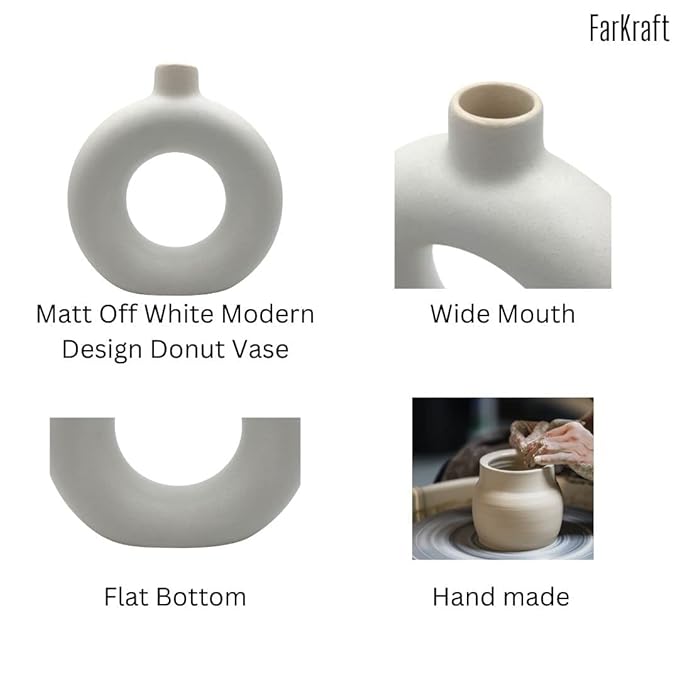 FarKraft
Matt Off White Modern
Design Donut Vase
Wide Mouth
Flat Bottom
Hand made